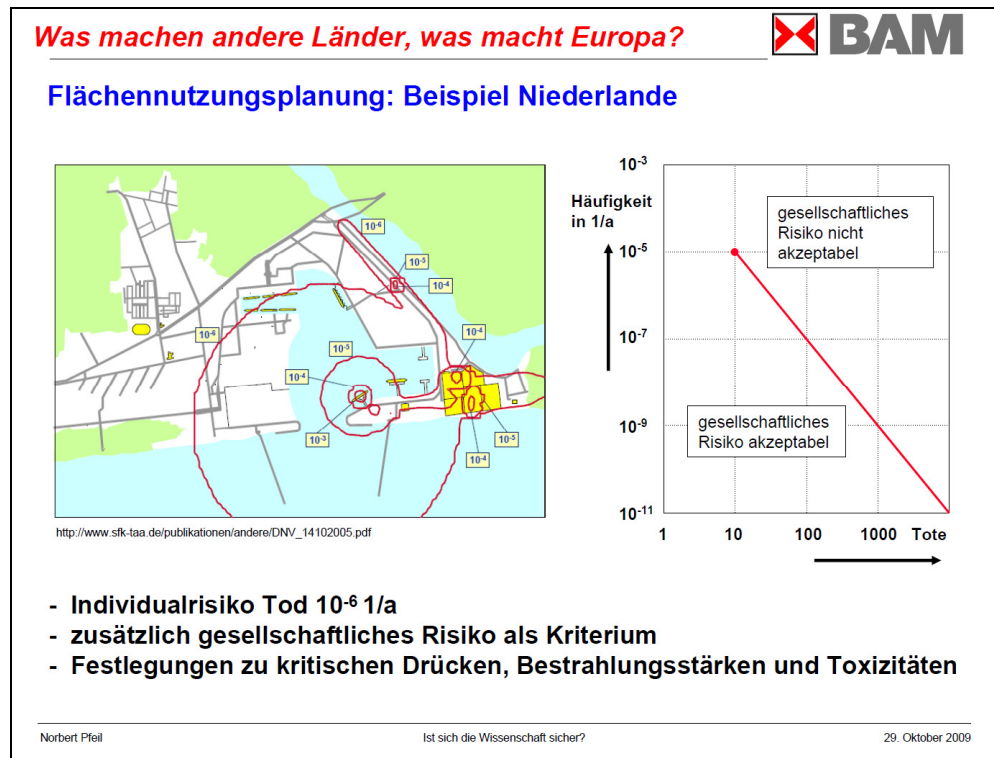 Was machen andere Länder, was macht Europa?
BAM
Flächennutzungsplanung: Beispiel Niederlande
10⁻⁶
10⁻⁵
10⁻⁴
10⁻⁶
10⁻⁵
10⁻⁴
10⁻⁴
10⁻³
10⁻⁵
10⁻⁴
http://www.sfk-taa.de/publikationen/andere/DNV_14102005.pdf
10⁻³
Häufigkeit
in 1/a
10⁻⁵
10⁻⁷
10⁻⁹
10⁻¹¹
gesellschaftliches
Risiko nicht
akzeptabel
gesellschaftliches
Risiko akzeptabel
1 10 100 1000 Tote
- Individualrisiko Tod 10⁻⁶ 1/a
- zusätzlich gesellschaftliches Risiko als Kriterium
- Festlegungen zu kritischen Drücken, Bestrahlungsstärken und Toxizitäten
Norbert Pfeil Ist sich die Wissenschaft sicher? 29. Oktober 2009